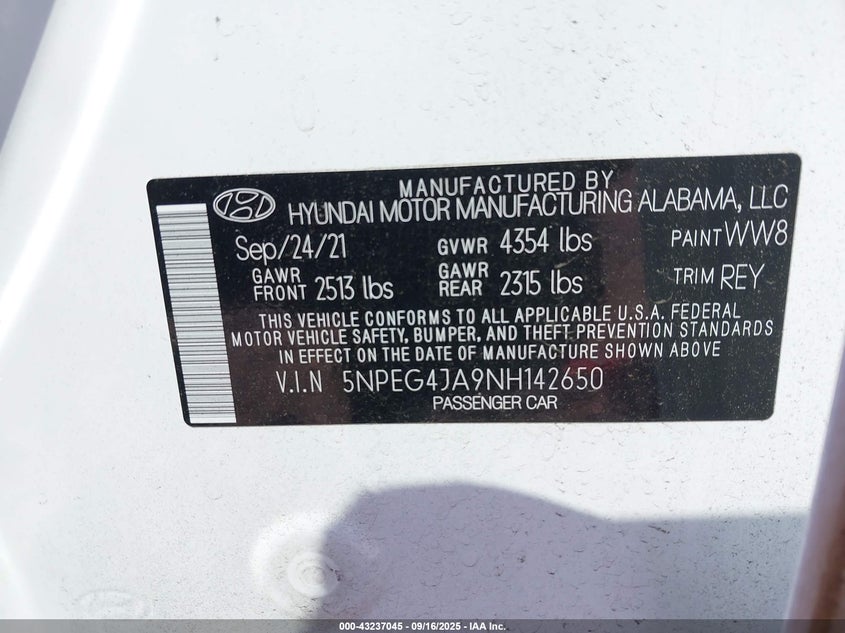 MANUFACTURED BY
HYUNDAI MOTOR MANUFACTURING ALABAMA, LLC
Sep/24/21 GVWR 4354 lbs PAINT WW8
GAWR FRONT 2513 lbs GAWR REAR 2315 lbs TRIM REY
THIS VEHICLE CONFORMS TO ALL APPLICABLE U.S.A. FEDERAL
MOTOR VEHICLE SAFETY, BUMPER, AND THEFT PREVENTION STANDARDS
IN EFFECT ON THE DATE OF MANUFACTURE SHOWN ABOVE
V.I.N 5NPEG4JA9NH142650
PASSENGER CAR
000-43237045 - 09/16/2025 - IAA Inc.